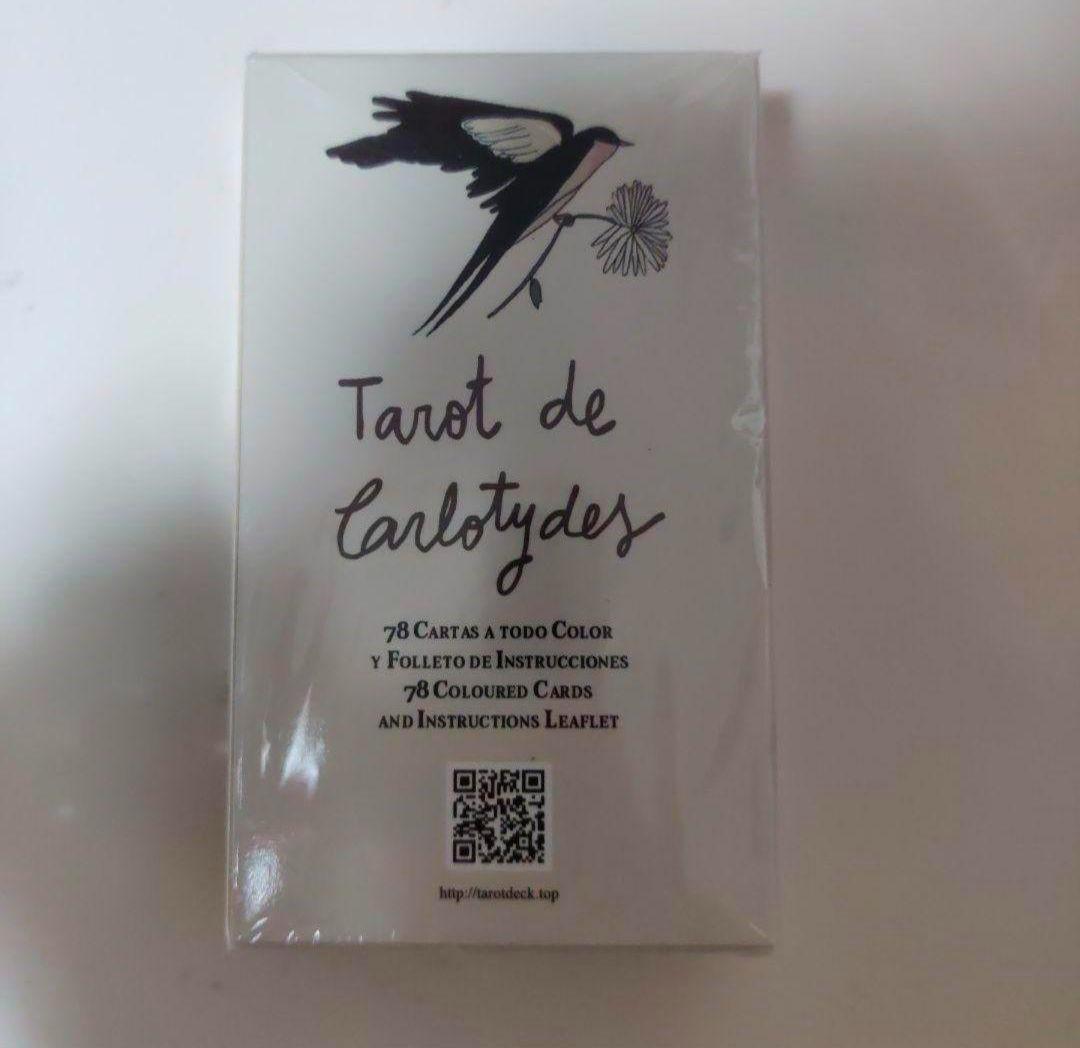 Tarot de
Carlotydes
78 Cartas a todo Color
y Folleto de Instrucciones
78 Coloured Cards
and Instructions Leaflet
http://tarotdeck.top